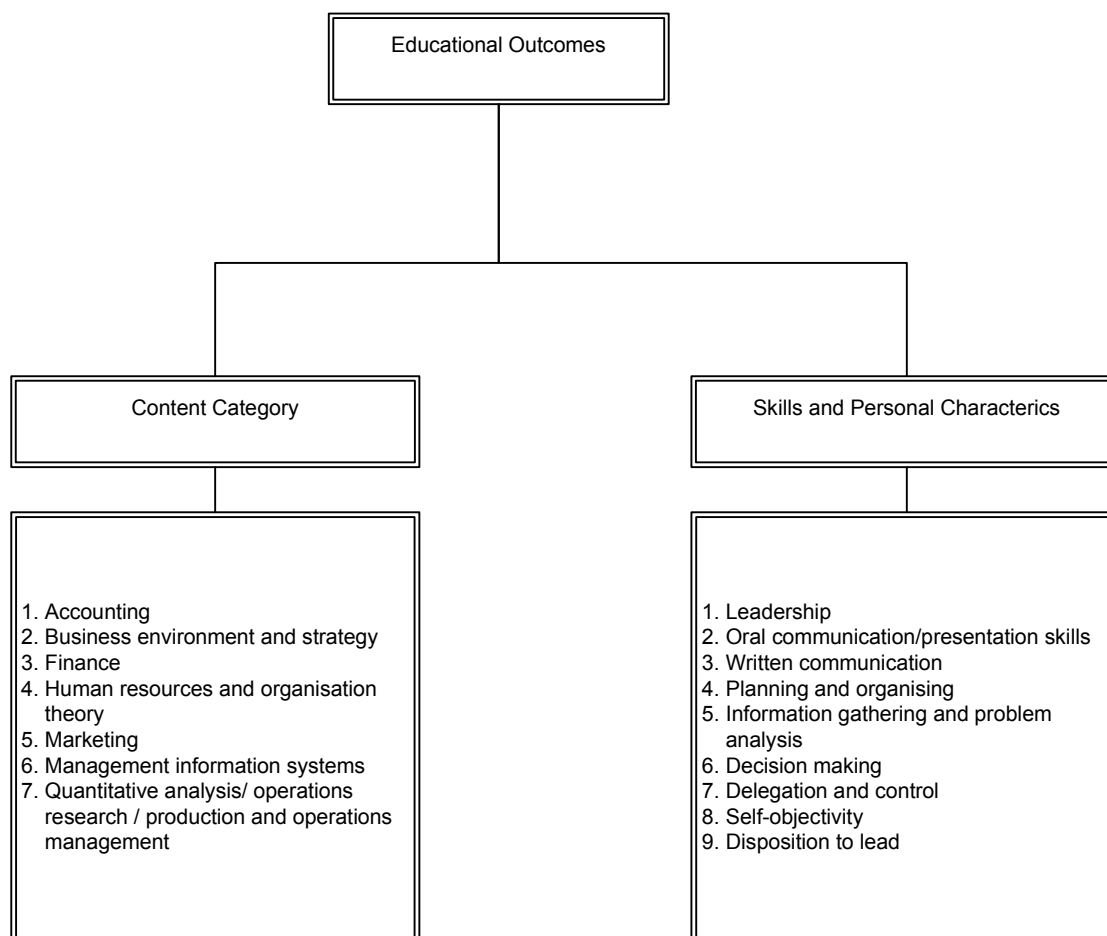 Educational Outcomes
Content Category
Skills and Personal Characterics
1. Accounting
2. Business environment and strategy
3. Finance
4. Human resources and organisation
theory
5. Marketing
6. Management information systems
7. Quantitative analysis/ operations
research / production and operations
management
1. Leadership
2. Oral communication/presentation skills
3. Written communication
4. Planning and organising
5. Information gathering and problem
analysis
6. Decision making
7. Delegation and control
8. Self-objectivity
9. Disposition to lead